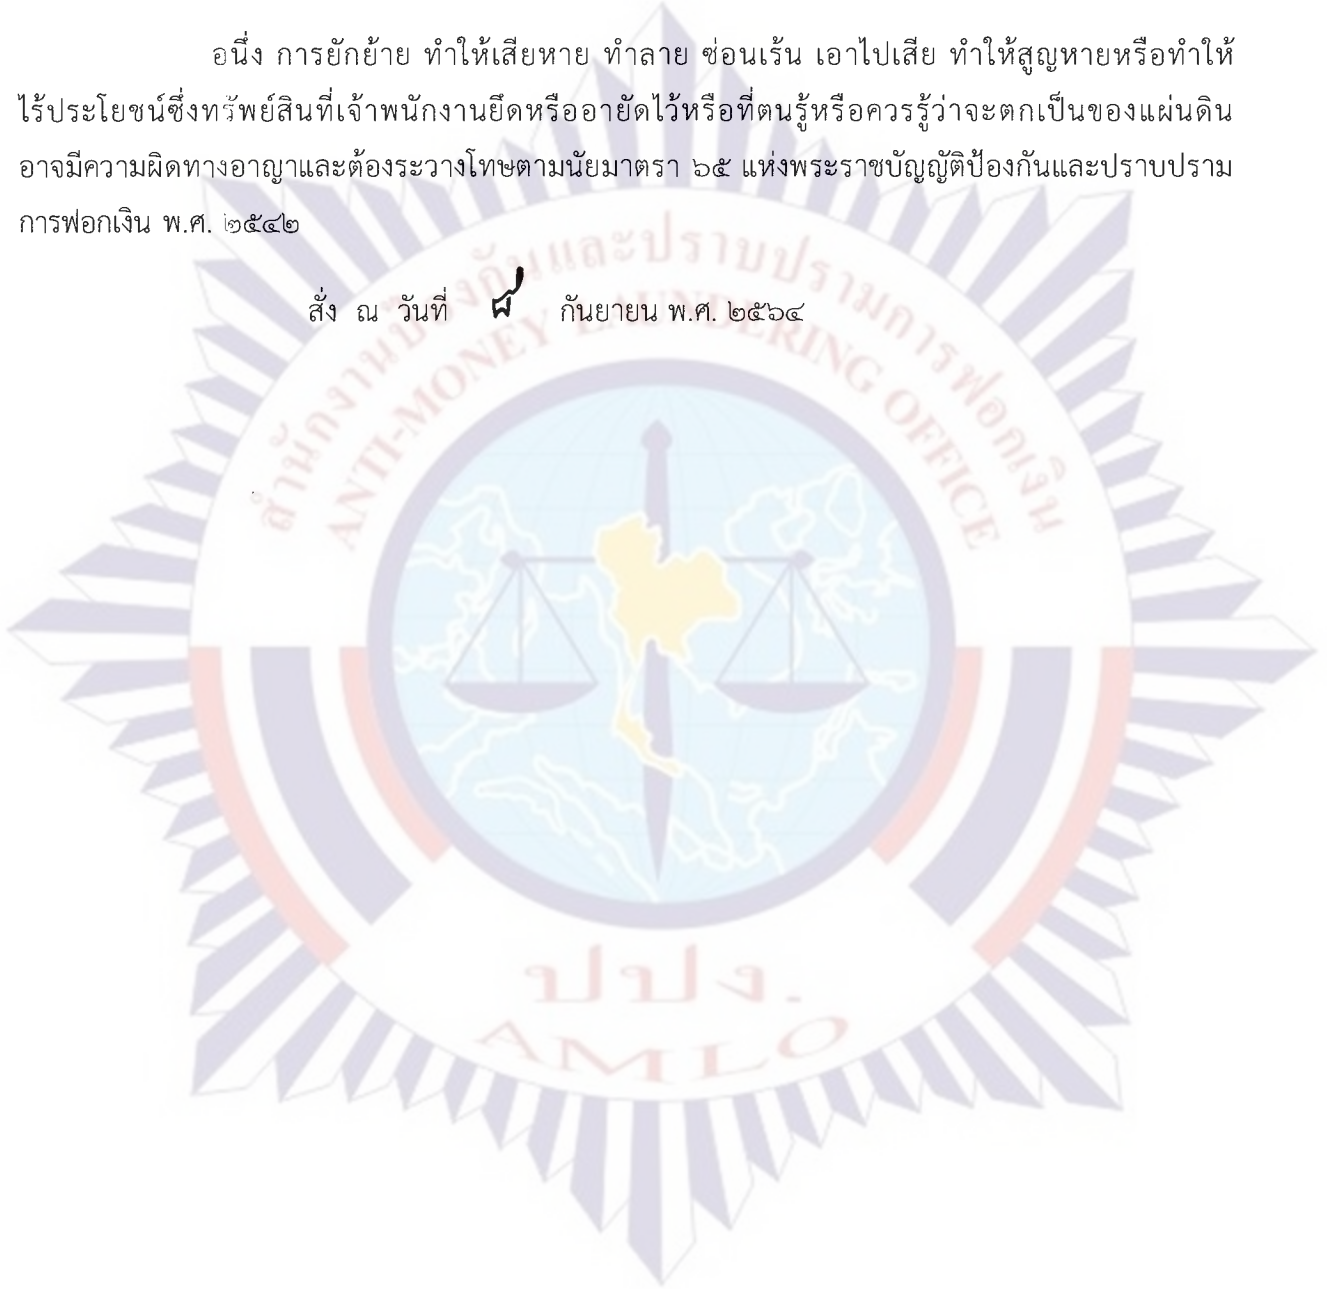 อนึ่ง การยักย้าย ทำให้เสียหาย ทำลาย ซ่อนเร้น เอาไปเสีย ทำให้สูญหายหรือทำให้
ไร้ประโยชน์ซึ่งทรัพย์สินที่เจ้าพนักงานยึดหรืออายัดไว้หรือที่ตนรู้หรือควรรู้ว่าจะตกเป็นของแผ่นดิน
อาจมีความผิดทางอาญาและต้องระวางโทษตามนัยมาตรา ๖๕ แห่งพระราชบัญญัติป้องกันและปราบปราม
การฟอกเงิน พ.ศ. ๒๕๔๒
สั่ง ณ วันที่ ๘ กันยายน พ.ศ. ๒๕๖๔
สำนักงานป้องกันและปราบปรามการฟอกเงิน
ANTI-MONEY LAUNDERING OFFICE
ปปง.
AMLO